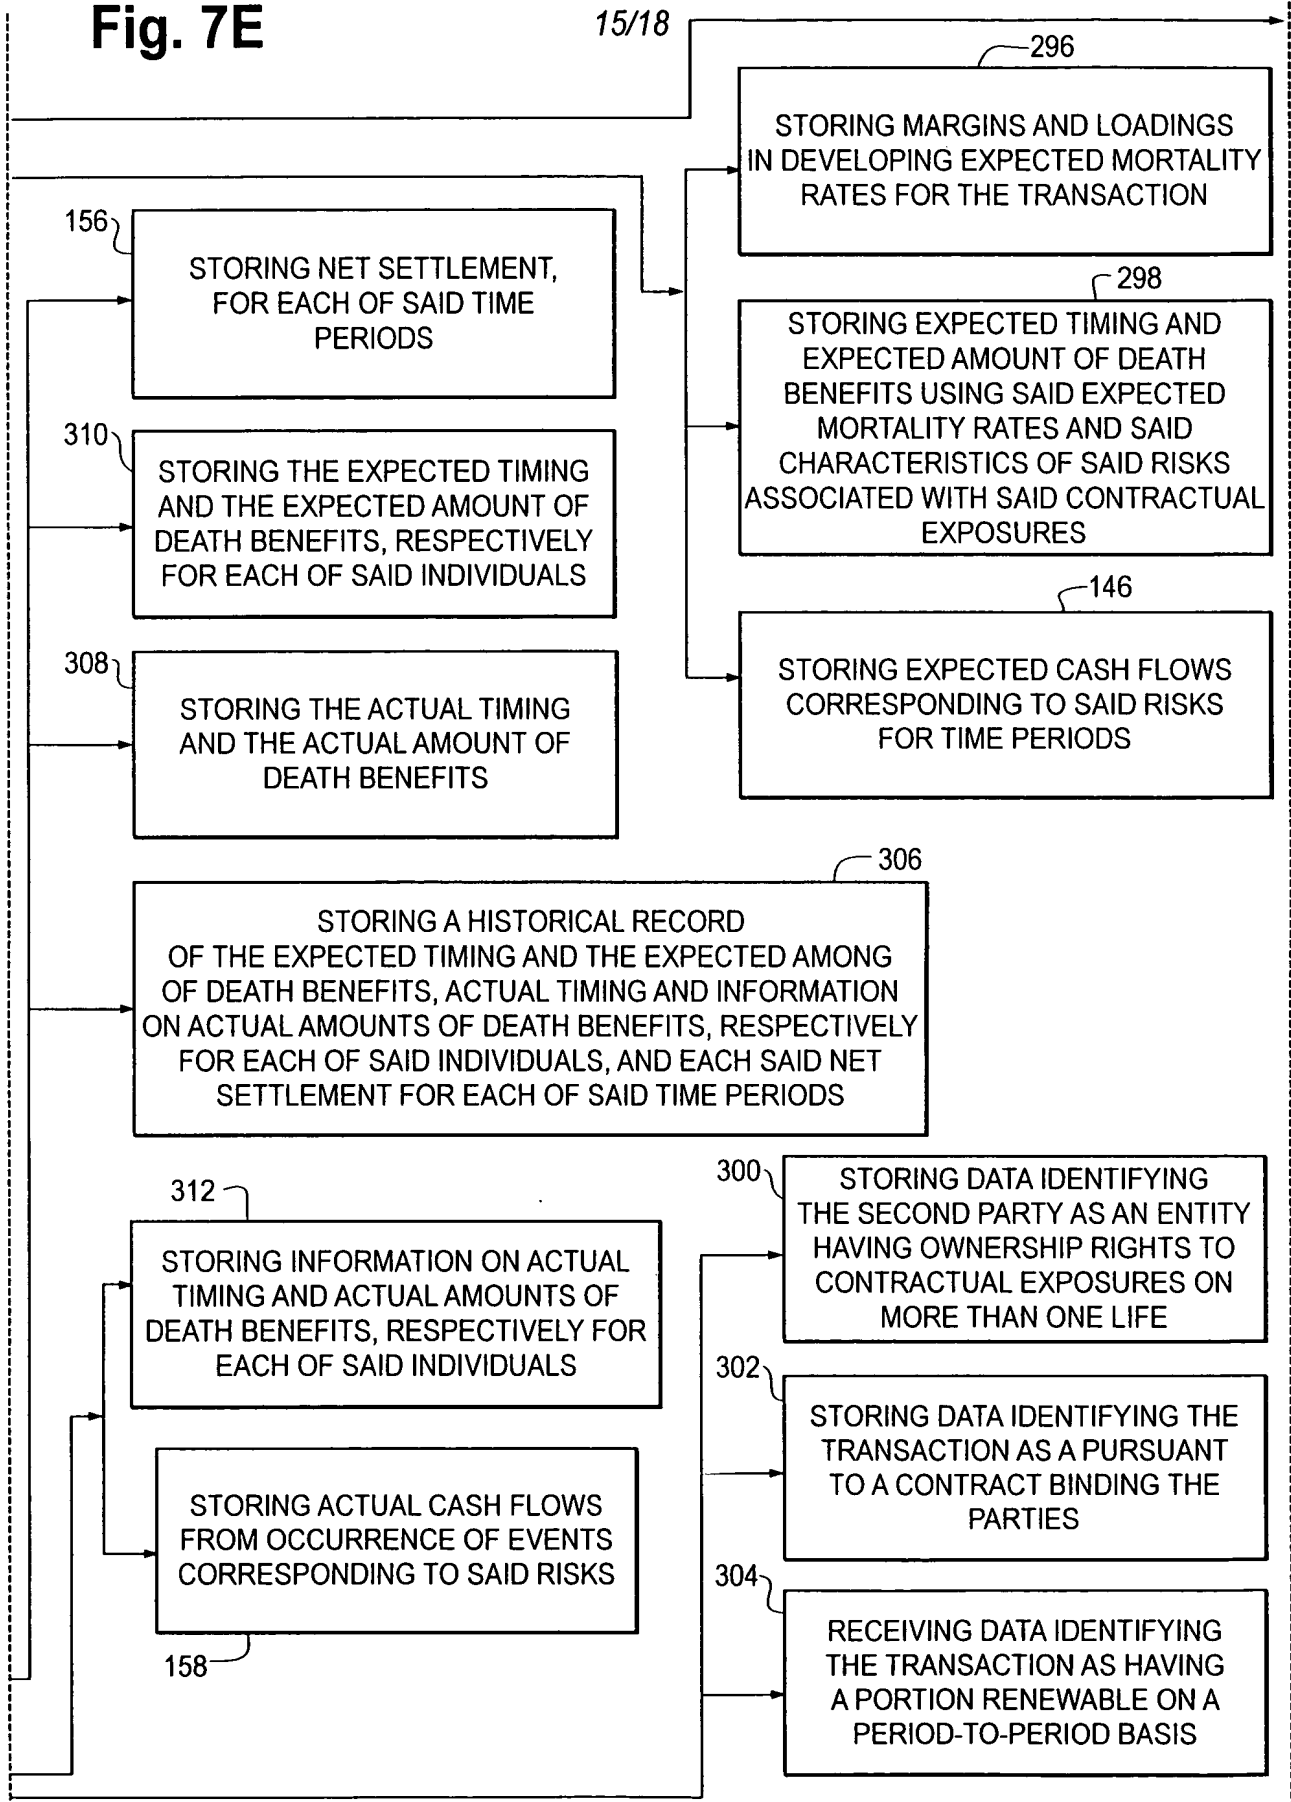 Fig. 7E
15/18
296
STORING MARGINS AND LOADINGS
IN DEVELOPING EXPECTED MORTALITY
RATES FOR THE TRANSACTION
156
STORING NET SETTLEMENT,
FOR EACH OF SAID TIME
PERIODS
298
STORING EXPECTED TIMING AND
EXPECTED AMOUNT OF DEATH
BENEFITS USING SAID EXPECTED
MORTALITY RATES AND SAID
CHARACTERISTICS OF SAID RISKS
ASSOCIATED WITH SAID CONTRACTUAL
EXPOSURES
310
STORING THE EXPECTED TIMING
AND THE EXPECTED AMOUNT OF
DEATH BENEFITS, RESPECTIVELY
FOR EACH OF SAID INDIVIDUALS
146
STORING EXPECTED CASH FLOWS
CORRESPONDING TO SAID RISKS
FOR TIME PERIODS
308
STORING THE ACTUAL TIMING
AND THE ACTUAL AMOUNT OF
DEATH BENEFITS
306
STORING A HISTORICAL RECORD
OF THE EXPECTED TIMING AND THE EXPECTED AMONG
OF DEATH BENEFITS, ACTUAL TIMING AND INFORMATION
ON ACTUAL AMOUNTS OF DEATH BENEFITS, RESPECTIVELY
FOR EACH OF SAID INDIVIDUALS, AND EACH SAID NET
SETTLEMENT FOR EACH OF SAID TIME PERIODS
312
STORING INFORMATION ON ACTUAL
TIMING AND ACTUAL AMOUNTS OF
DEATH BENEFITS, RESPECTIVELY FOR
EACH OF SAID INDIVIDUALS
STORING ACTUAL CASH FLOWS
FROM OCCURRENCE OF EVENTS
CORRESPONDING TO SAID RISKS
158
300
STORING DATA IDENTIFYING
THE SECOND PARTY AS AN ENTITY
HAVING OWNERSHIP RIGHTS TO
CONTRACTUAL EXPOSURES ON
MORE THAN ONE LIFE
302
STORING DATA IDENTIFYING THE
TRANSACTION AS A PURSUANT
TO A CONTRACT BINDING THE
PARTIES
304
RECEIVING DATA IDENTIFYING
THE TRANSACTION AS HAVING
A PORTION RENEWABLE ON A
PERIOD-TO-PERIOD BASIS